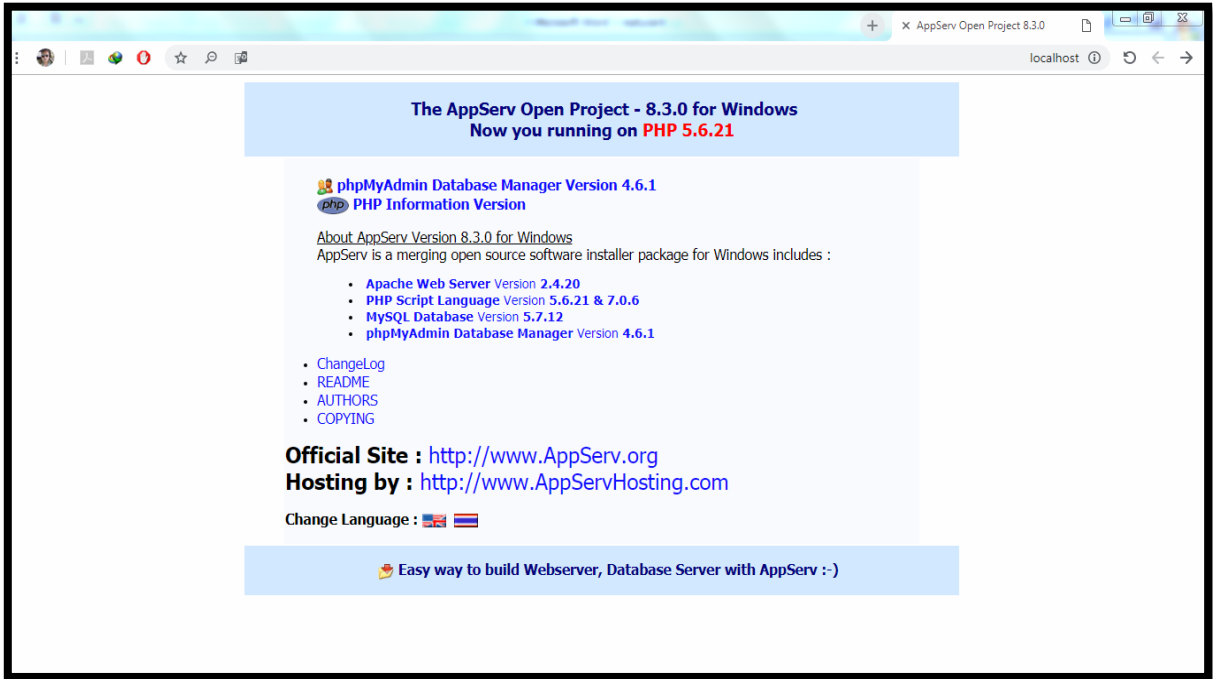 AppServ Open Project 8.3.0
localhost
The AppServ Open Project - 8.3.0 for Windows
Now you running on PHP 5.6.21
phpMyAdmin Database Manager Version 4.6.1
php PHP Information Version
About AppServ Version 8.3.0 for Windows
AppServ is a merging open source software installer package for Windows includes :
• Apache Web Server Version 2.4.20
• PHP Script Language Version 5.6.21 & 7.0.6
• MySQL Database Version 5.7.12
• phpMyAdmin Database Manager Version 4.6.1
• ChangeLog
• README
• AUTHORS
• COPYING
Official Site : http://www.AppServ.org
Hosting by : http://www.AppServHosting.com
Change Language :
Easy way to build Webserver, Database Server with AppServ :-)